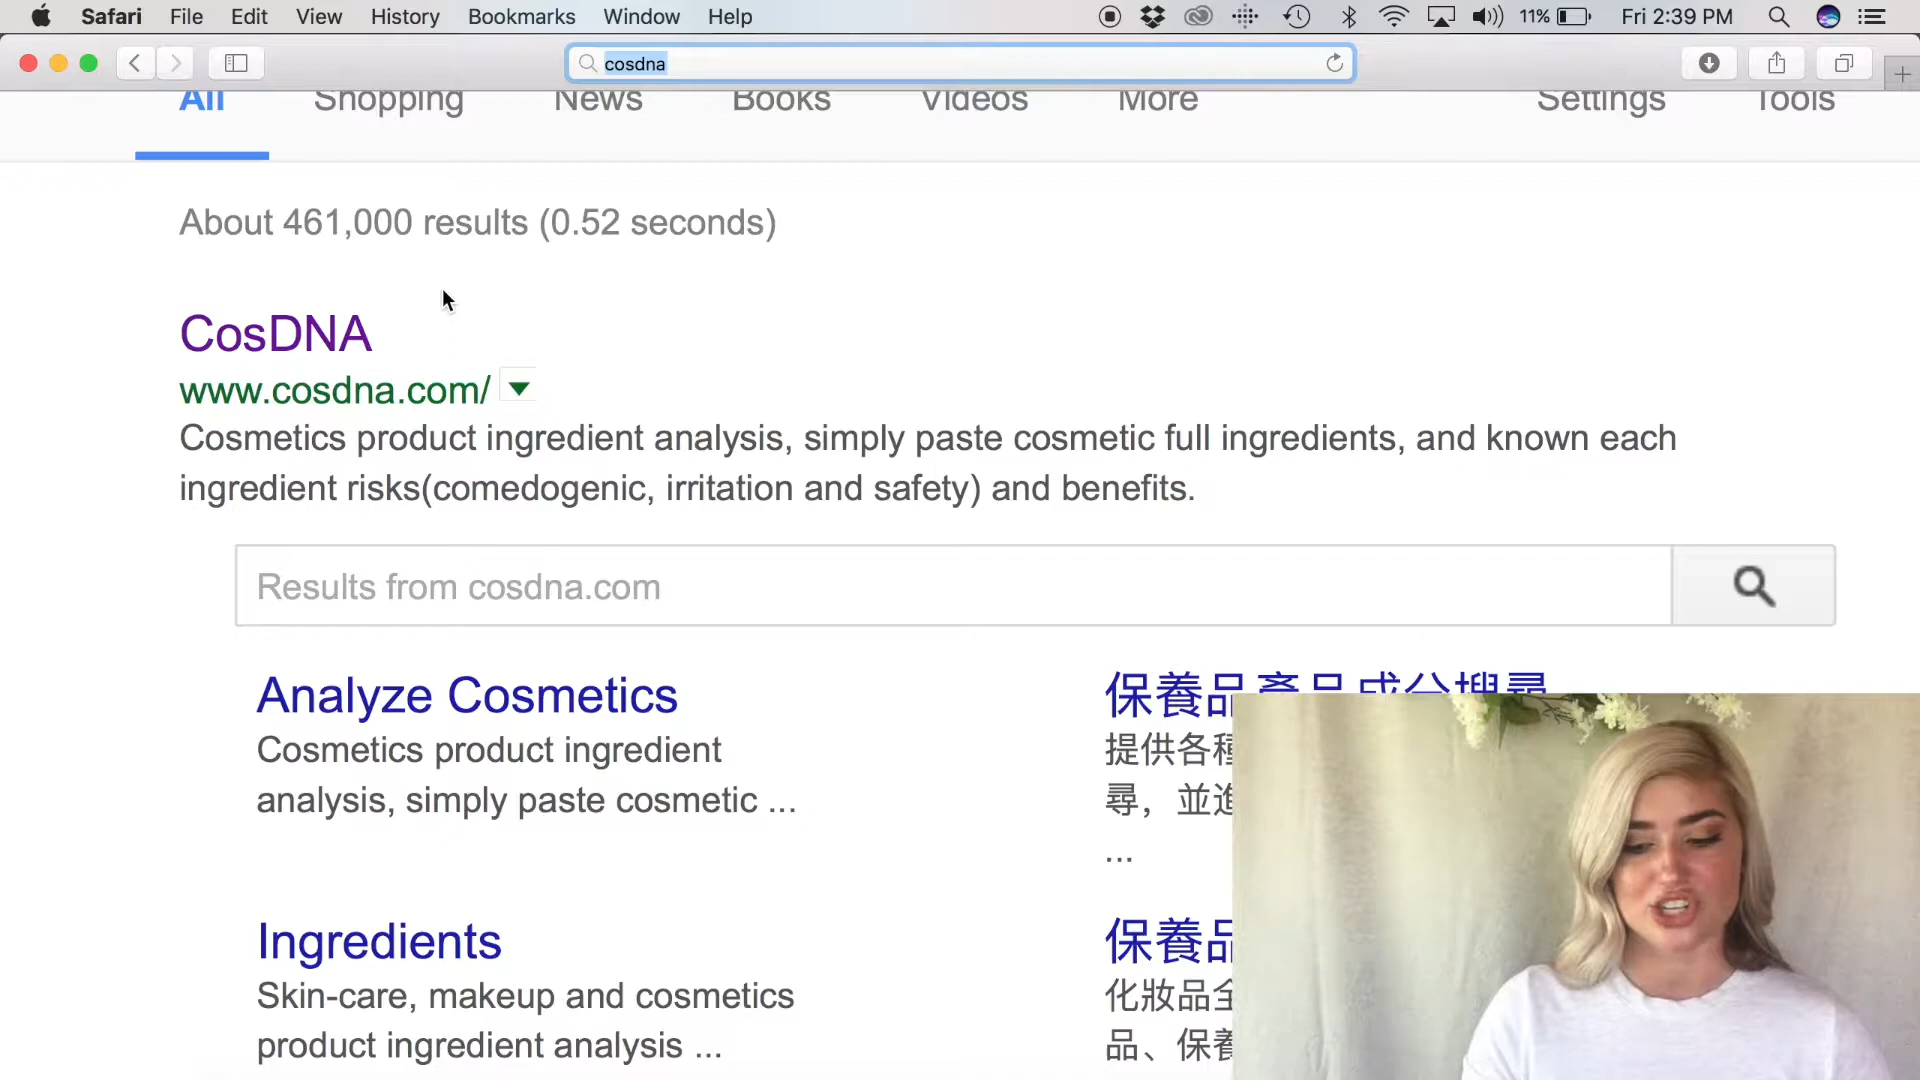 Safari File Edit View History Bookmarks Window Help 11% Fri 2:39 PM
cosdna
All Shopping News Books Videos More Settings Tools
About 461,000 results (0.52 seconds)
CosDNA
www.cosdna.com/
Cosmetics product ingredient analysis, simply paste cosmetic full ingredients, and known each
ingredient risks(comedogenic, irritation and safety) and benefits.
Results from cosdna.com
Analyze Cosmetics
Cosmetics product ingredient
analysis, simply paste cosmetic ...
保養品產品成分搜尋
提供各種
尋，並進
...
Ingredients
Skin-care, makeup and cosmetics
product ingredient analysis ...
保養品
化妝品全
品、保養